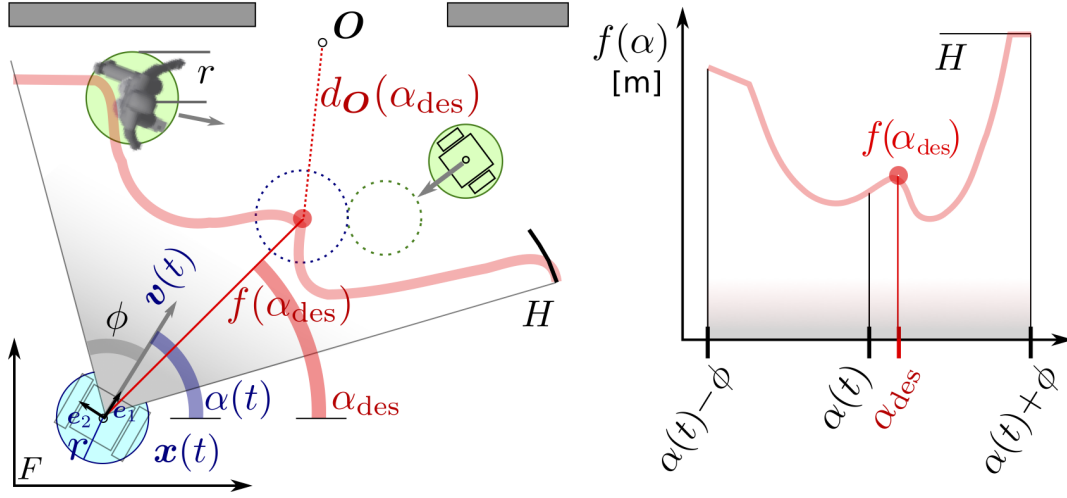 O
r
d_O(α_des)
v(t)
ϕ
f(α_des)
H
α(t)
α_des
e_2
e_1
r
x(t)
F
f(α)
[m]
H
f(α_des)
α(t)−ϕ
α(t)
α_des
α(t)+ϕ